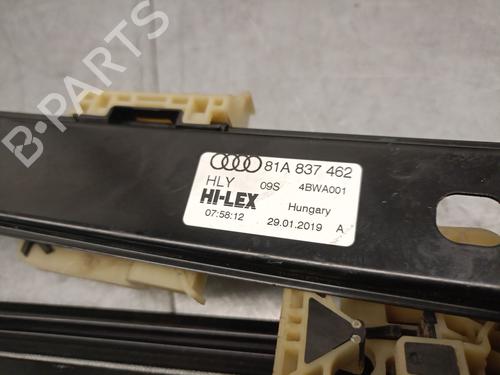 B-PARTS
81A 837 462
HLY 09S 4BWA001
HI-LEX Hungary
07:58:12 29.01.2019 A